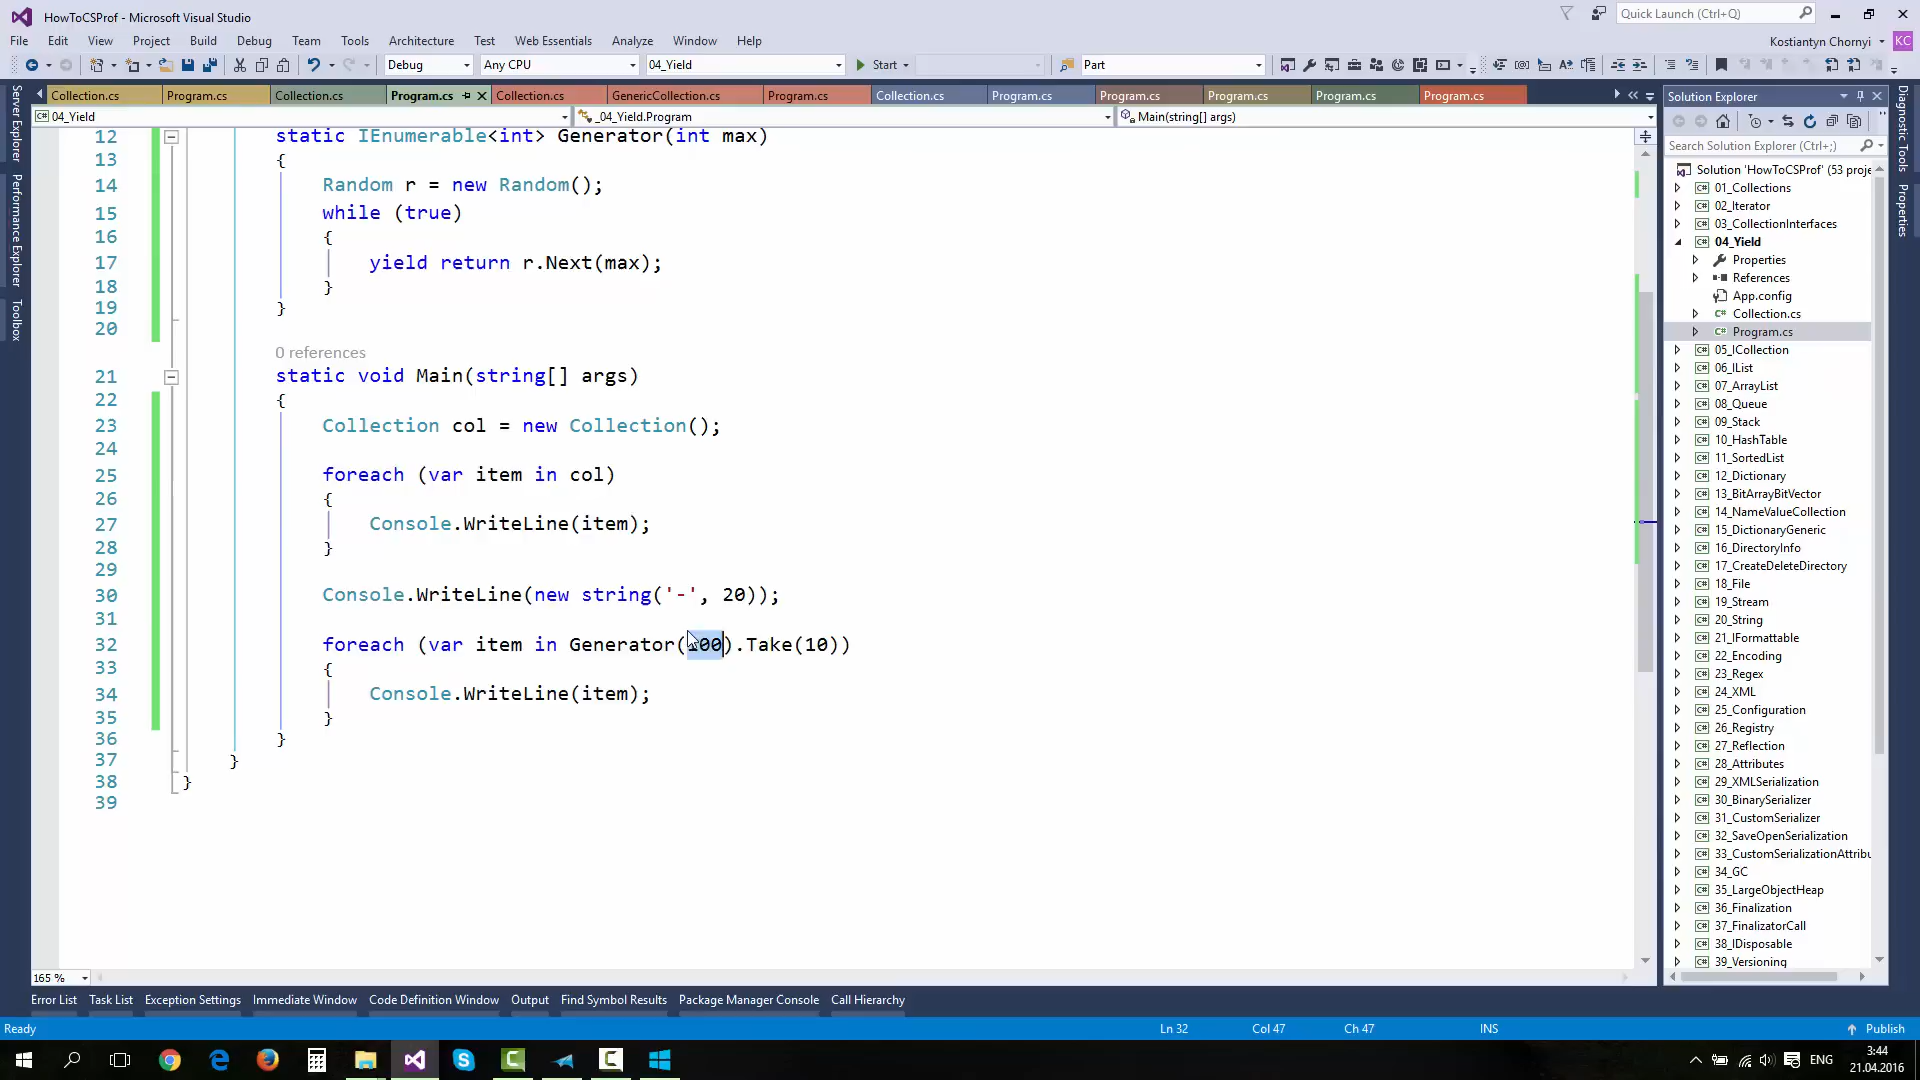 HowToCSProf - Microsoft Visual Studio
Quick Launch (Ctrl+Q)
File Edit View Project Build Debug Team Tools Architecture Test Web Essentials Analyze Window Help
Kostiantyn Chornyi KC
Debug Any CPU 04_Yield Start Part
Collection.cs Program.cs Collection.cs Program.cs Collection.cs GenericCollection.cs Program.cs Collection.cs Program.cs Program.cs Program.cs Program.cs Program.cs
04_Yield _04_Yield.Program Main(string[] args)
Server Explorer
Performance Explorer
Toolbox
12 static IEnumerable<int> Generator(int max)
13 {
14 Random r = new Random();
15 while (true)
16 {
17 yield return r.Next(max);
18 }
19 }
20
0 references
21 static void Main(string[] args)
22 {
23 Collection col = new Collection();
24
25 foreach (var item in col)
26 {
27 Console.WriteLine(item);
28 }
29
30 Console.WriteLine(new string('-', 20));
31
32 foreach (var item in Generator(100).Take(10))
33 {
34 Console.WriteLine(item);
35 }
36 }
37 }
38 }
39
165 %
Solution Explorer
Search Solution Explorer (Ctrl+;)
Solution 'HowToCSProf' (53 proje
01_Collections
02_Iterator
03_CollectionInterfaces
04_Yield
Properties
References
App.config
Collection.cs
Program.cs
05_ICollection
06_IList
07_ArrayList
08_Queue
09_Stack
10_HashTable
11_SortedList
12_Dictionary
13_BitArrayBitVector
14_NameValueCollection
15_DictionaryGeneric
16_DirectoryInfo
17_CreateDeleteDirectory
18_File
19_Stream
20_String
21_IFormattable
22_Encoding
23_Regex
24_XML
25_Configuration
26_Registry
27_Reflection
28_Attributes
29_XMLSerialization
30_BinarySerializer
31_CustomSerializer
32_SaveOpenSerialization
33_CustomSerializationAttribu
34_GC
35_LargeObjectHeap
36_Finalization
37_FinalizatorCall
38_IDisposable
39_Versioning
Diagnostic Tools
Properties
Error List Task List Exception Settings Immediate Window Code Definition Window Output Find Symbol Results Package Manager Console Call Hierarchy
Ready Ln 32 Col 47 Ch 47 INS Publish
ENG 3:44
21.04.2016